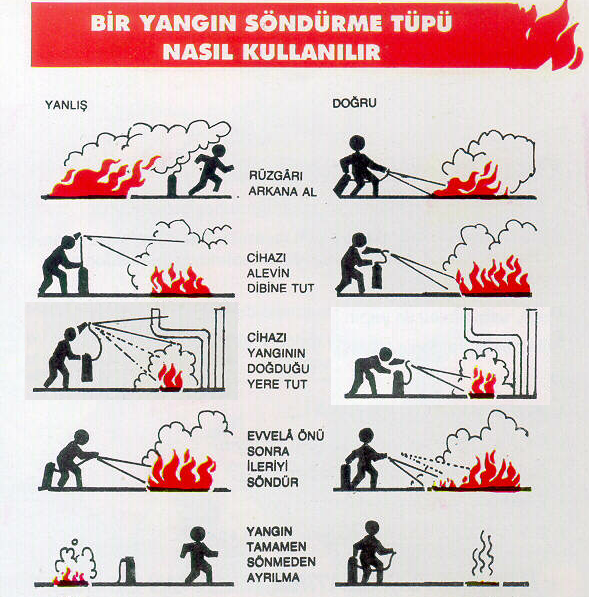 BİR YANGIN SÖNDÜRME TÜPÜ
NASIL KULLANILIR
YANLIŞ
DOĞRU
RÜZGÂRI
ARKANA AL
CİHAZI
ALEVİN
DİBİNE TUT
CİHAZI
YANGININ
DOĞDUĞU
YERE TUT
EVVELÂ ÖNÜ
SONRA
İLERİYİ
SÖNDÜR
YANGIN
TAMAMEN
SÖNMEDEN
AYRILMA